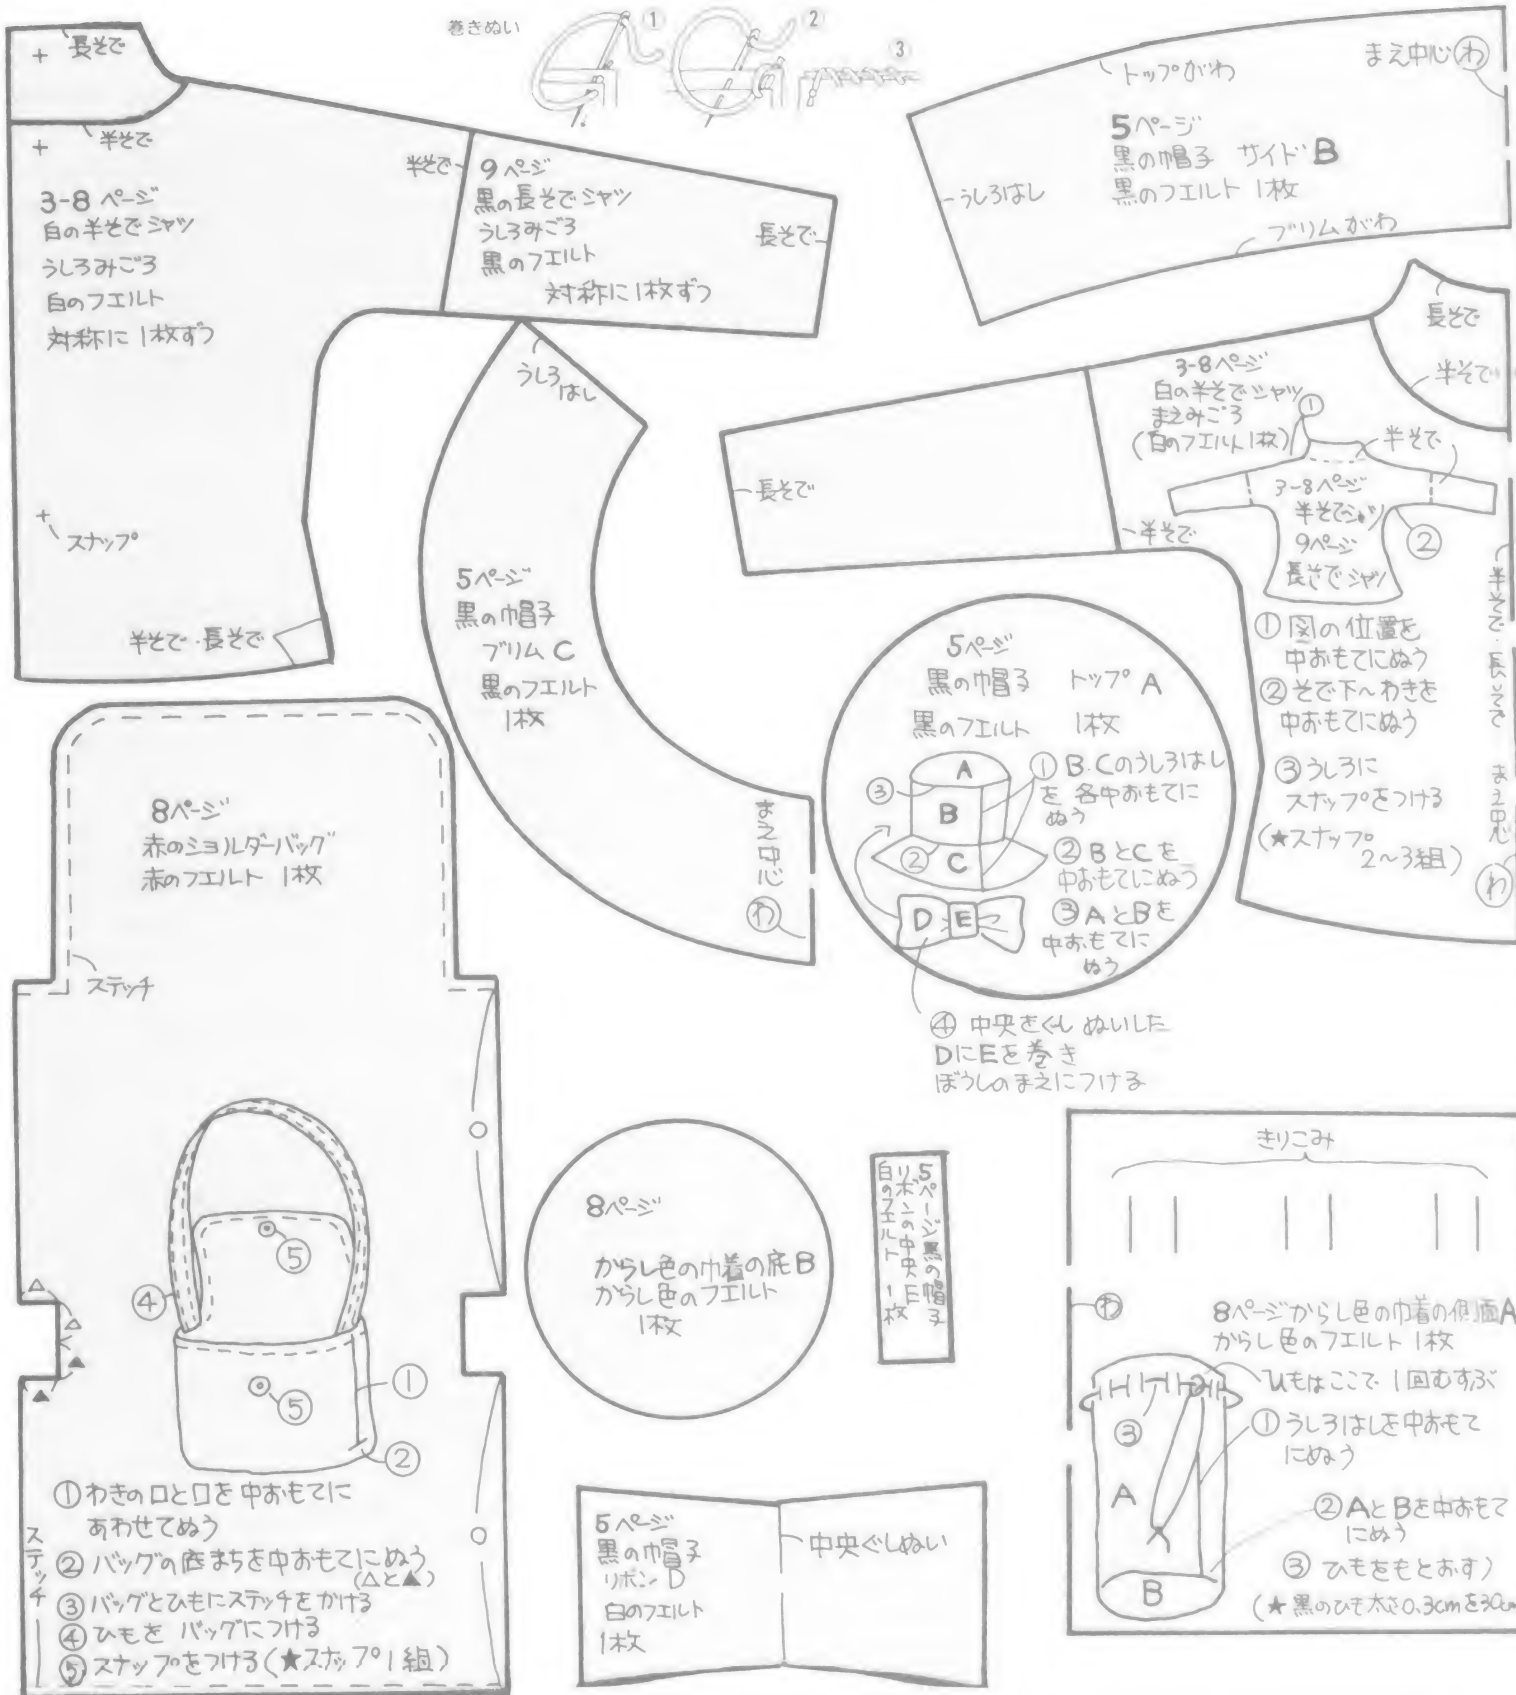 巻きぬい
①
②
③
長そで
半そで
3-8 ページ
白の半そでシャツ
うしろみごろ
白のフエルト
対称に 1枚ずつ
スナップ
半そで・長そで
半そで
9ページ
黒の長そでシャツ
うしろみごろ
黒のフエルト
対称に1枚ずつ
長そで
トップがわ
まえ中心 わ
5ページ
黒の帽子 サイド B
黒のフエルト 1枚
うしろはし
ブリムがわ
うしろはし
5ページ
黒の帽子
ブリム C
黒のフエルト
1枚
まえ中心
わ
長そで
半そで
3-8ページ
白の半そでシャツ
まえみごろ
(白のフエルト1枚)
長そで
半そで
①
半そで
3-8ページ
半そでシャツ
9ページ
長そでシャツ
②
① 図の位置を
中おもてにぬう
② そで下〜わきを
中おもてにぬう
③ うしろに
スナップをつける
(★スナップ
2〜3組)
半そで・長そで まえ中心
わ
5ページ
黒の帽子 トップ A
黒のフエルト 1枚
A
B
C
D
E
③
②
① B.Cのうしろはし
を 各中おもてに
ぬう
② BとCを
中おもてにぬう
③ AとBを
中おもてに
ぬう
④ 中央をぐし ぬいした
DにEを巻き
ぼうしのまえにつける
8ページ
赤のショルダーバッグ
赤のフエルト 1枚
ステッチ
⑤
④
⑤
①
②
① わきの口と口を中おもてに
あわせてぬう
② バッグの底まちを中おもてにぬう
(△と▲)
③ バッグとひもにステッチをかける
④ ひもを バッグにつける
⑤ スナップをつける(★スナップ1組)
ステッチ
8ページ
からし色の巾着の底B
からし色のフエルト
1枚
5ページ黒の帽子
リボンの中央E
白のフエルト 1枚
5ページ
黒の帽子
リボン D
白のフエルト
1枚
中央ぐしぬい
きりこみ
わ
8ページからし色の巾着の側面A
からし色のフエルト 1枚
ひもはここで 1回むすぶ
③
A
B
① うしろはしを中おもて
にぬう
② AとBを中おもて
にぬう
③ ひもをもとおす)
(★ 黒のひも太さ0.3cmを30cm